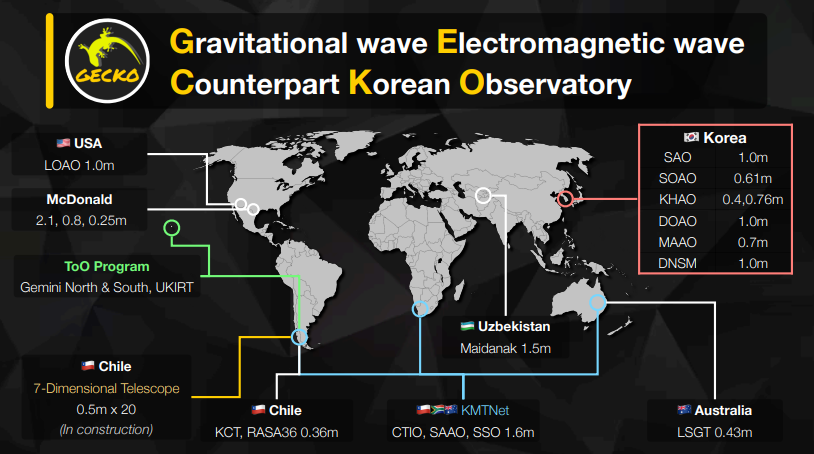 GECKO
Gravitational wave Electromagnetic wave
Counterpart Korean Observatory
USA
LOAO 1.0m
McDonald
2.1, 0.8, 0.25m
ToO Program
Gemini North & South, UKIRT
Chile
7-Dimensional Telescope
0.5m x 20
(In construction)
Chile
KCT, RASA36 0.36m
KMTNet
CTIO, SAAO, SSO 1.6m
Uzbekistan
Maidanak 1.5m
Australia
LSGT 0.43m
Korea
SAO 1.0m
SOAO 0.61m
KHAO 0.4,0.76m
DOAO 1.0m
MAAO 0.7m
DNSM 1.0m